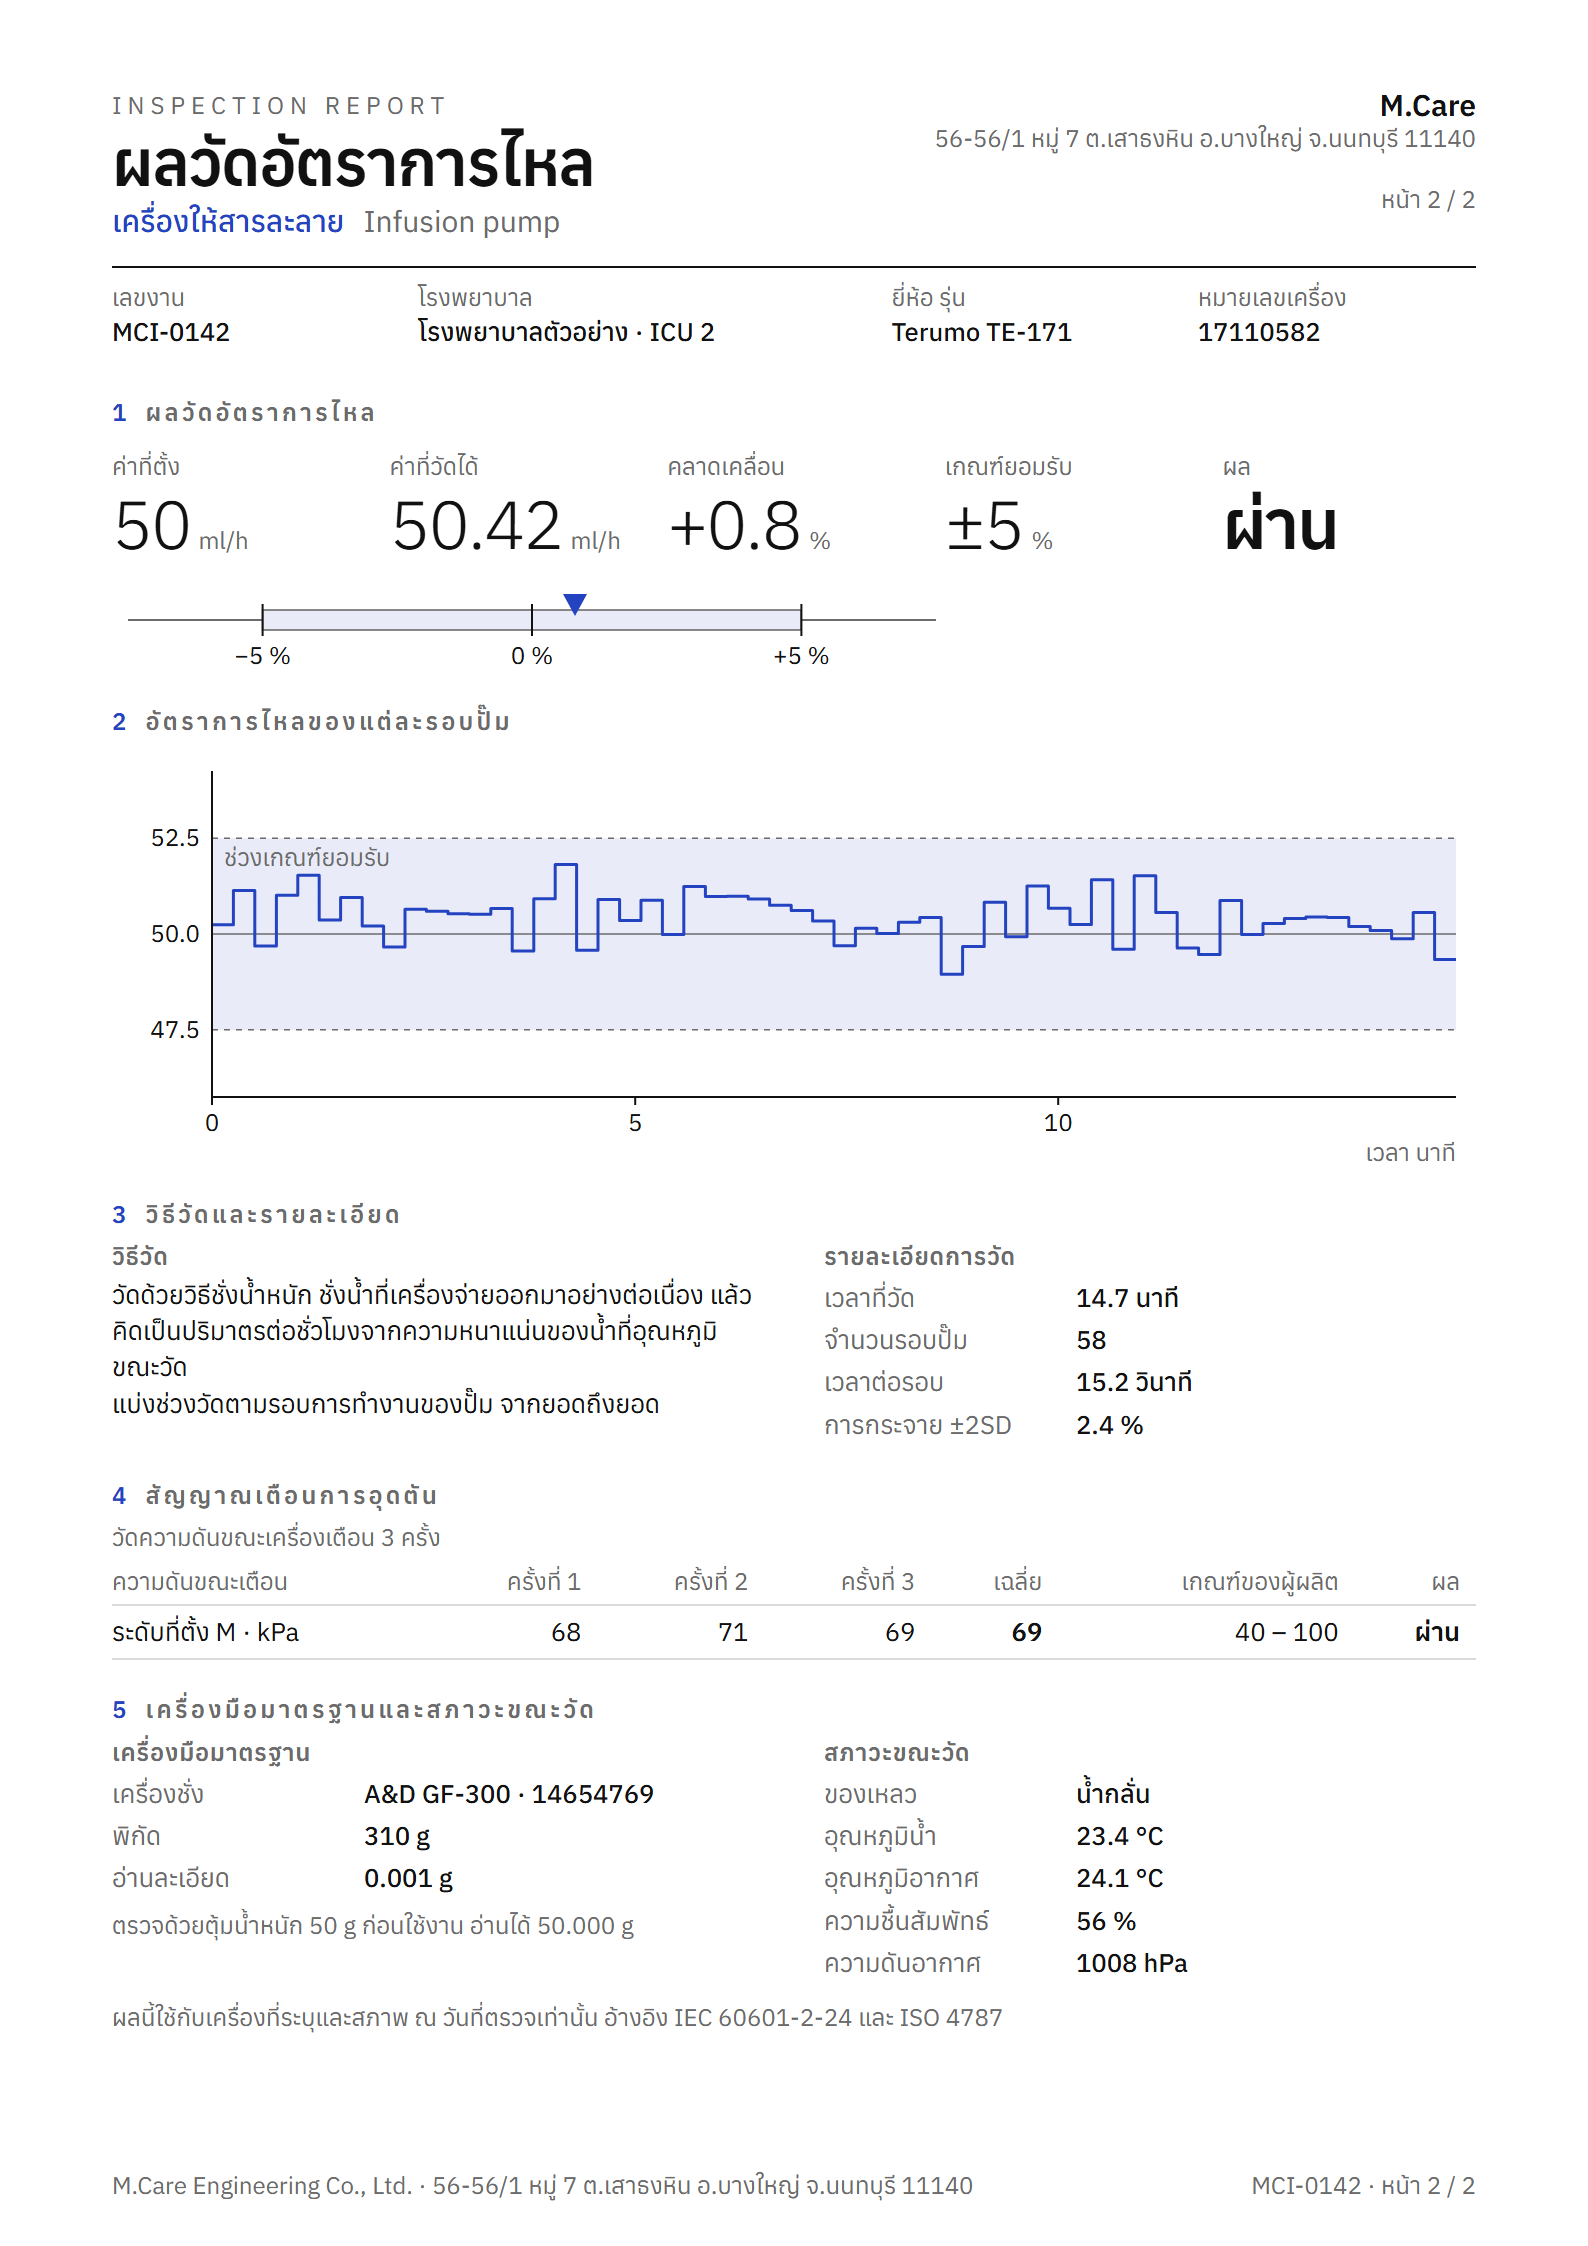 INSPECTION REPORT
ผลวัดอัตราการไหล
เครื่องให้สารละลาย Infusion pump
M.Care
56-56/1 หมู่ 7 ต.เสาธงหิน อ.บางใหญ่ จ.นนทบุรี 11140
หน้า 2 / 2
เลขงาน โรงพยาบาล ยี่ห้อ รุ่น หมายเลขเครื่อง
MCI-0142 โรงพยาบาลตัวอย่าง · ICU 2 Terumo TE-171 17110582
1 ผลวัดอัตราการไหล
ค่าที่ตั้ง ค่าที่วัดได้ คลาดเคลื่อน เกณฑ์ยอมรับ ผล
50 ml/h 50.42 ml/h +0.8 % ±5 % ผ่าน
−5 % 0 % +5 %
2 อัตราการไหลของแต่ละรอบปั๊ม
52.5
ช่วงเกณฑ์ยอมรับ
50.0
47.5
0 5 10
เวลา นาที
3 วิธีวัดและรายละเอียด
วิธีวัด
วัดด้วยวิธีชั่งน้ำหนัก ชั่งน้ำที่เครื่องจ่ายออกมาอย่างต่อเนื่อง แล้ว
คิดเป็นปริมาตรต่อชั่วโมงจากความหนาแน่นของน้ำที่อุณหภูมิ
ขณะวัด
แบ่งช่วงวัดตามรอบการทำงานของปั๊ม จากยอดถึงยอด
รายละเอียดการวัด
เวลาที่วัด 14.7 นาที
จำนวนรอบปั๊ม 58
เวลาต่อรอบ 15.2 วินาที
การกระจาย ±2SD 2.4 %
4 สัญญาณเตือนการอุดตัน
วัดความดันขณะเครื่องเตือน 3 ครั้ง
ความดันขณะเตือน ครั้งที่ 1 ครั้งที่ 2 ครั้งที่ 3 เฉลี่ย เกณฑ์ของผู้ผลิต ผล
ระดับที่ตั้ง M · kPa 68 71 69 69 40 – 100 ผ่าน
5 เครื่องมือมาตรฐานและสภาวะขณะวัด
เครื่องมือมาตรฐาน
เครื่องชั่ง A&D GF-300 · 14654769
พิกัด 310 g
อ่านละเอียด 0.001 g
ตรวจด้วยตุ้มน้ำหนัก 50 g ก่อนใช้งาน อ่านได้ 50.000 g
สภาวะขณะวัด
ของเหลว น้ำกลั่น
อุณหภูมิน้ำ 23.4 °C
อุณหภูมิอากาศ 24.1 °C
ความชื้นสัมพัทธ์ 56 %
ความดันอากาศ 1008 hPa
ผลนี้ใช้กับเครื่องที่ระบุและสภาพ ณ วันที่ตรวจเท่านั้น อ้างอิง IEC 60601-2-24 และ ISO 4787
M.Care Engineering Co., Ltd. · 56-56/1 หมู่ 7 ต.เสาธงหิน อ.บางใหญ่ จ.นนทบุรี 11140 MCI-0142 · หน้า 2 / 2